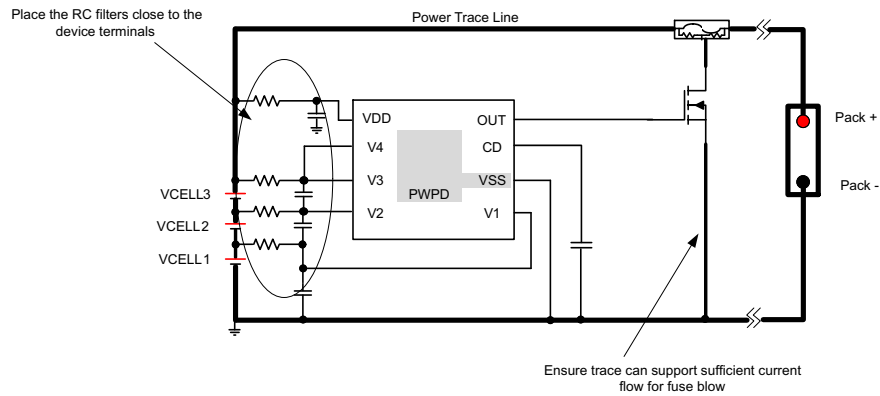 Place the RC filters close to the
device terminals
Power Trace Line
VDD
OUT
V4
CD
V3
VSS
PWPD
V2
V1
VCELL3
VCELL2
VCELL1
Pack +
Pack -
Ensure trace can support sufficient current
flow for fuse blow